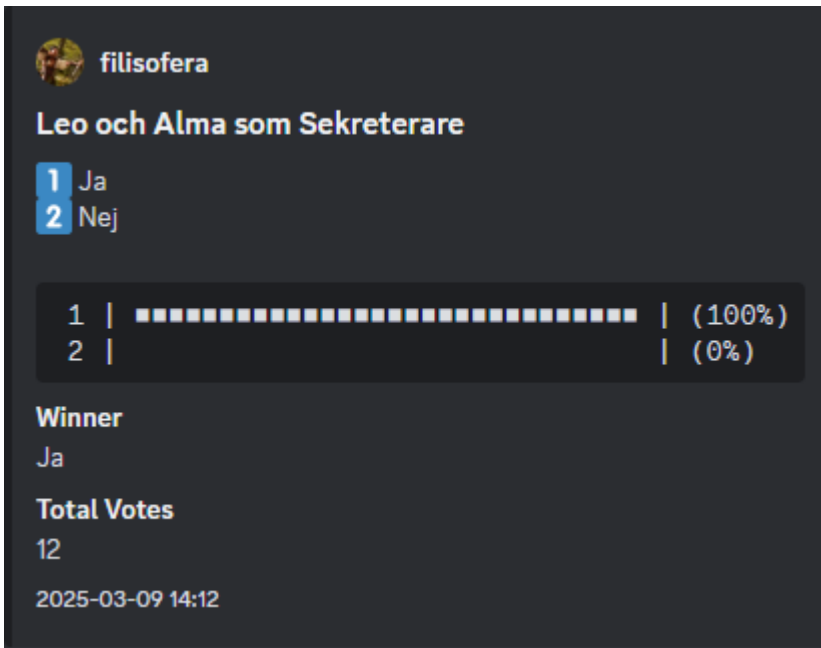 filisofera
Leo och Alma som Sekreterare
1 Ja
2 Nej
1 | ■■■■■■■■■■■■■■■■■■■■■■■■■■■■■■ | (100%)
2 | | (0%)
Winner
Ja
Total Votes
12
2025-03-09 14:12